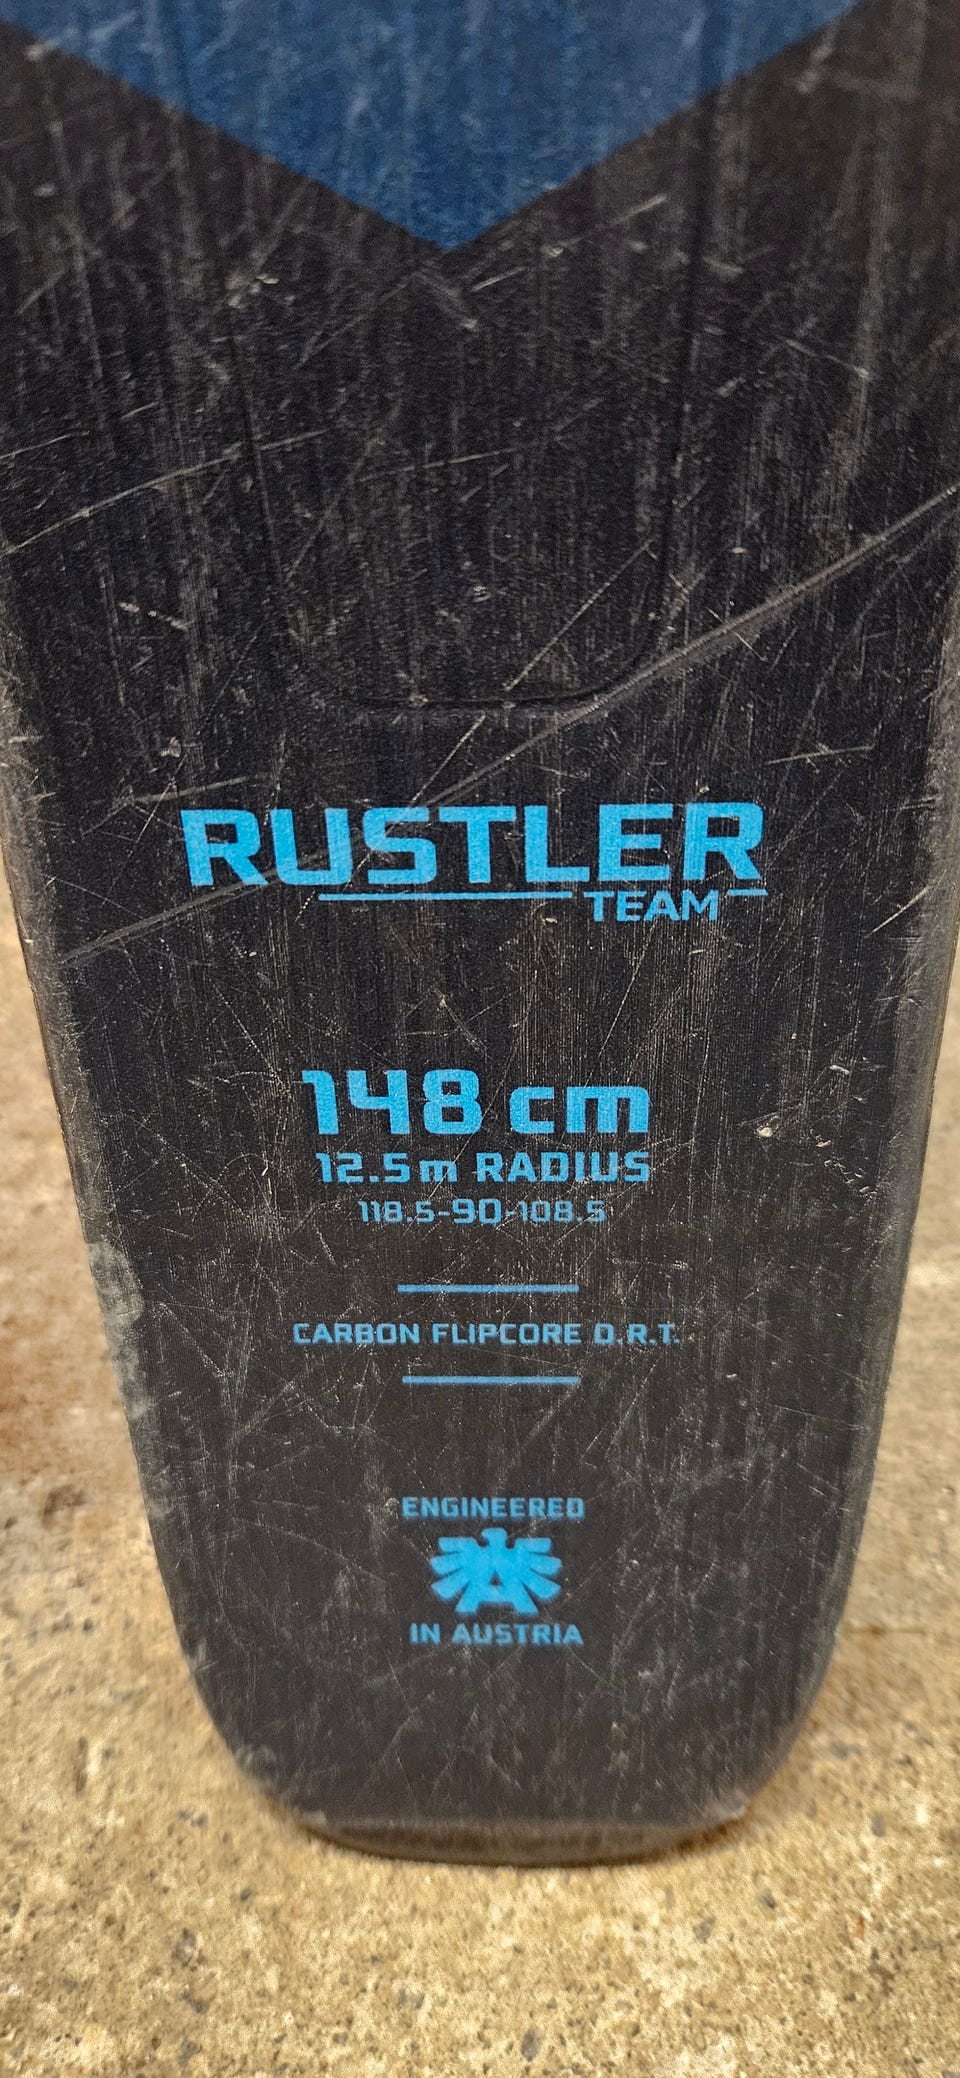 RUSTLER
TEAM
148 cm
12.5m RADIUS
118.5-90-108.5
CARBON FLIPCORE D.R.T.
ENGINEERED
IN AUSTRIA